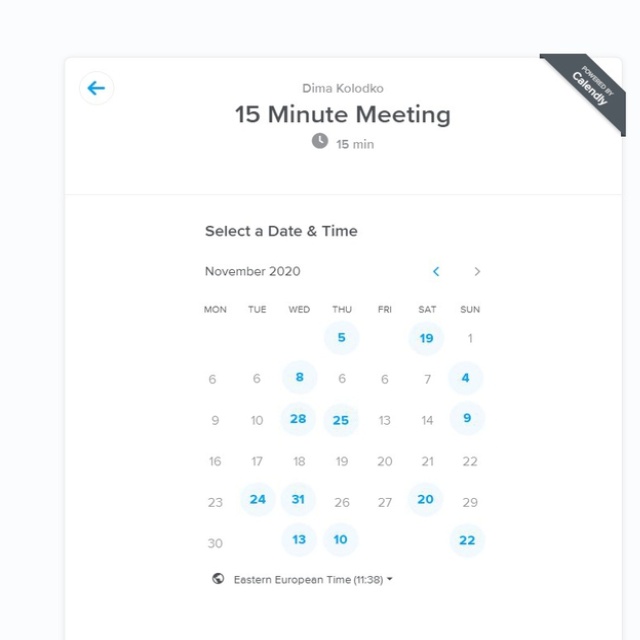 POWERED BY
Calendly
Dima Kolodko
15 Minute Meeting
15 min
Select a Date & Time
November 2020
MON TUE WED THU FRI SAT SUN
5 19 1
6 6 8 6 6 7 4
9 10 28 25 13 14 9
16 17 18 19 20 21 22
23 24 31 26 27 20 29
30 13 10 22
Eastern European Time (11:38)